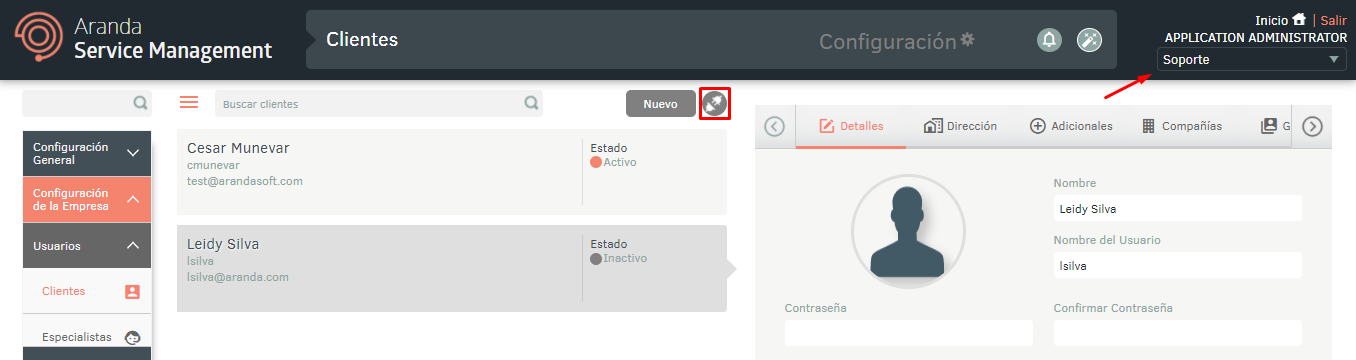 Aranda
Service Management
Clientes
Configuración
Inicio | Salir
APPLICATION ADMINISTRATOR
Soporte
Buscar clientes
Nuevo
Configuración
General
Configuración
de la Empresa
Usuarios
Clientes
Especialistas
Cesar Munevar
cmunevar
test@arandasoft.com
Estado
Activo
Leidy Silva
lsilva
lsilva@aranda.com
Estado
Inactivo
Detalles
Dirección
Adicionales
Compañías
G
Nombre
Leidy Silva
Nombre del Usuario
lsilva
Contraseña
Confirmar Contraseña